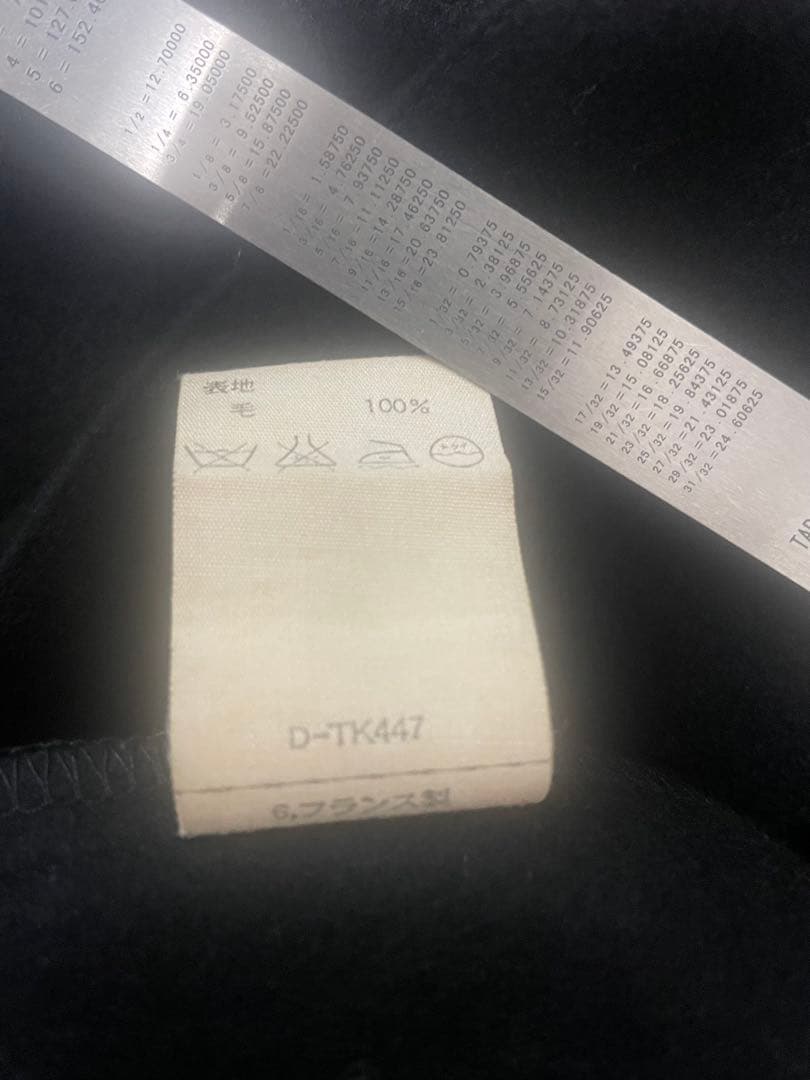 6 = 152.4
1/2 =12.70000
1/4 = 6.35000
3/4 =19.05000
1/8 = 3.17500
3/8 = 9.52500
5/8 =15.87500
7/8 =22.22500
1/16 = 1.58750
3/16 = 4.76250
5/16 = 7.93750
7/16 =11.11250
9/16 =14.28750
11/16 =17.46250
13/16 =20.63750
15/16 =23.81250
1/32 = 0.79375
3/32 = 2.38125
5/32 = 3.96875
7/32 = 5.55625
9/32 = 7.14375
11/32 = 8.73125
13/32 =10.31875
15/32 =11.90625
17/32 =13.49375
19/32 =15.08125
21/32 =16.66875
23/32 =18.25625
25/32 =19.84375
27/32 =21.43125
29/32 =23.01875
31/32 =24.60625
表地
毛 100%
D-TK447
6,フランス製